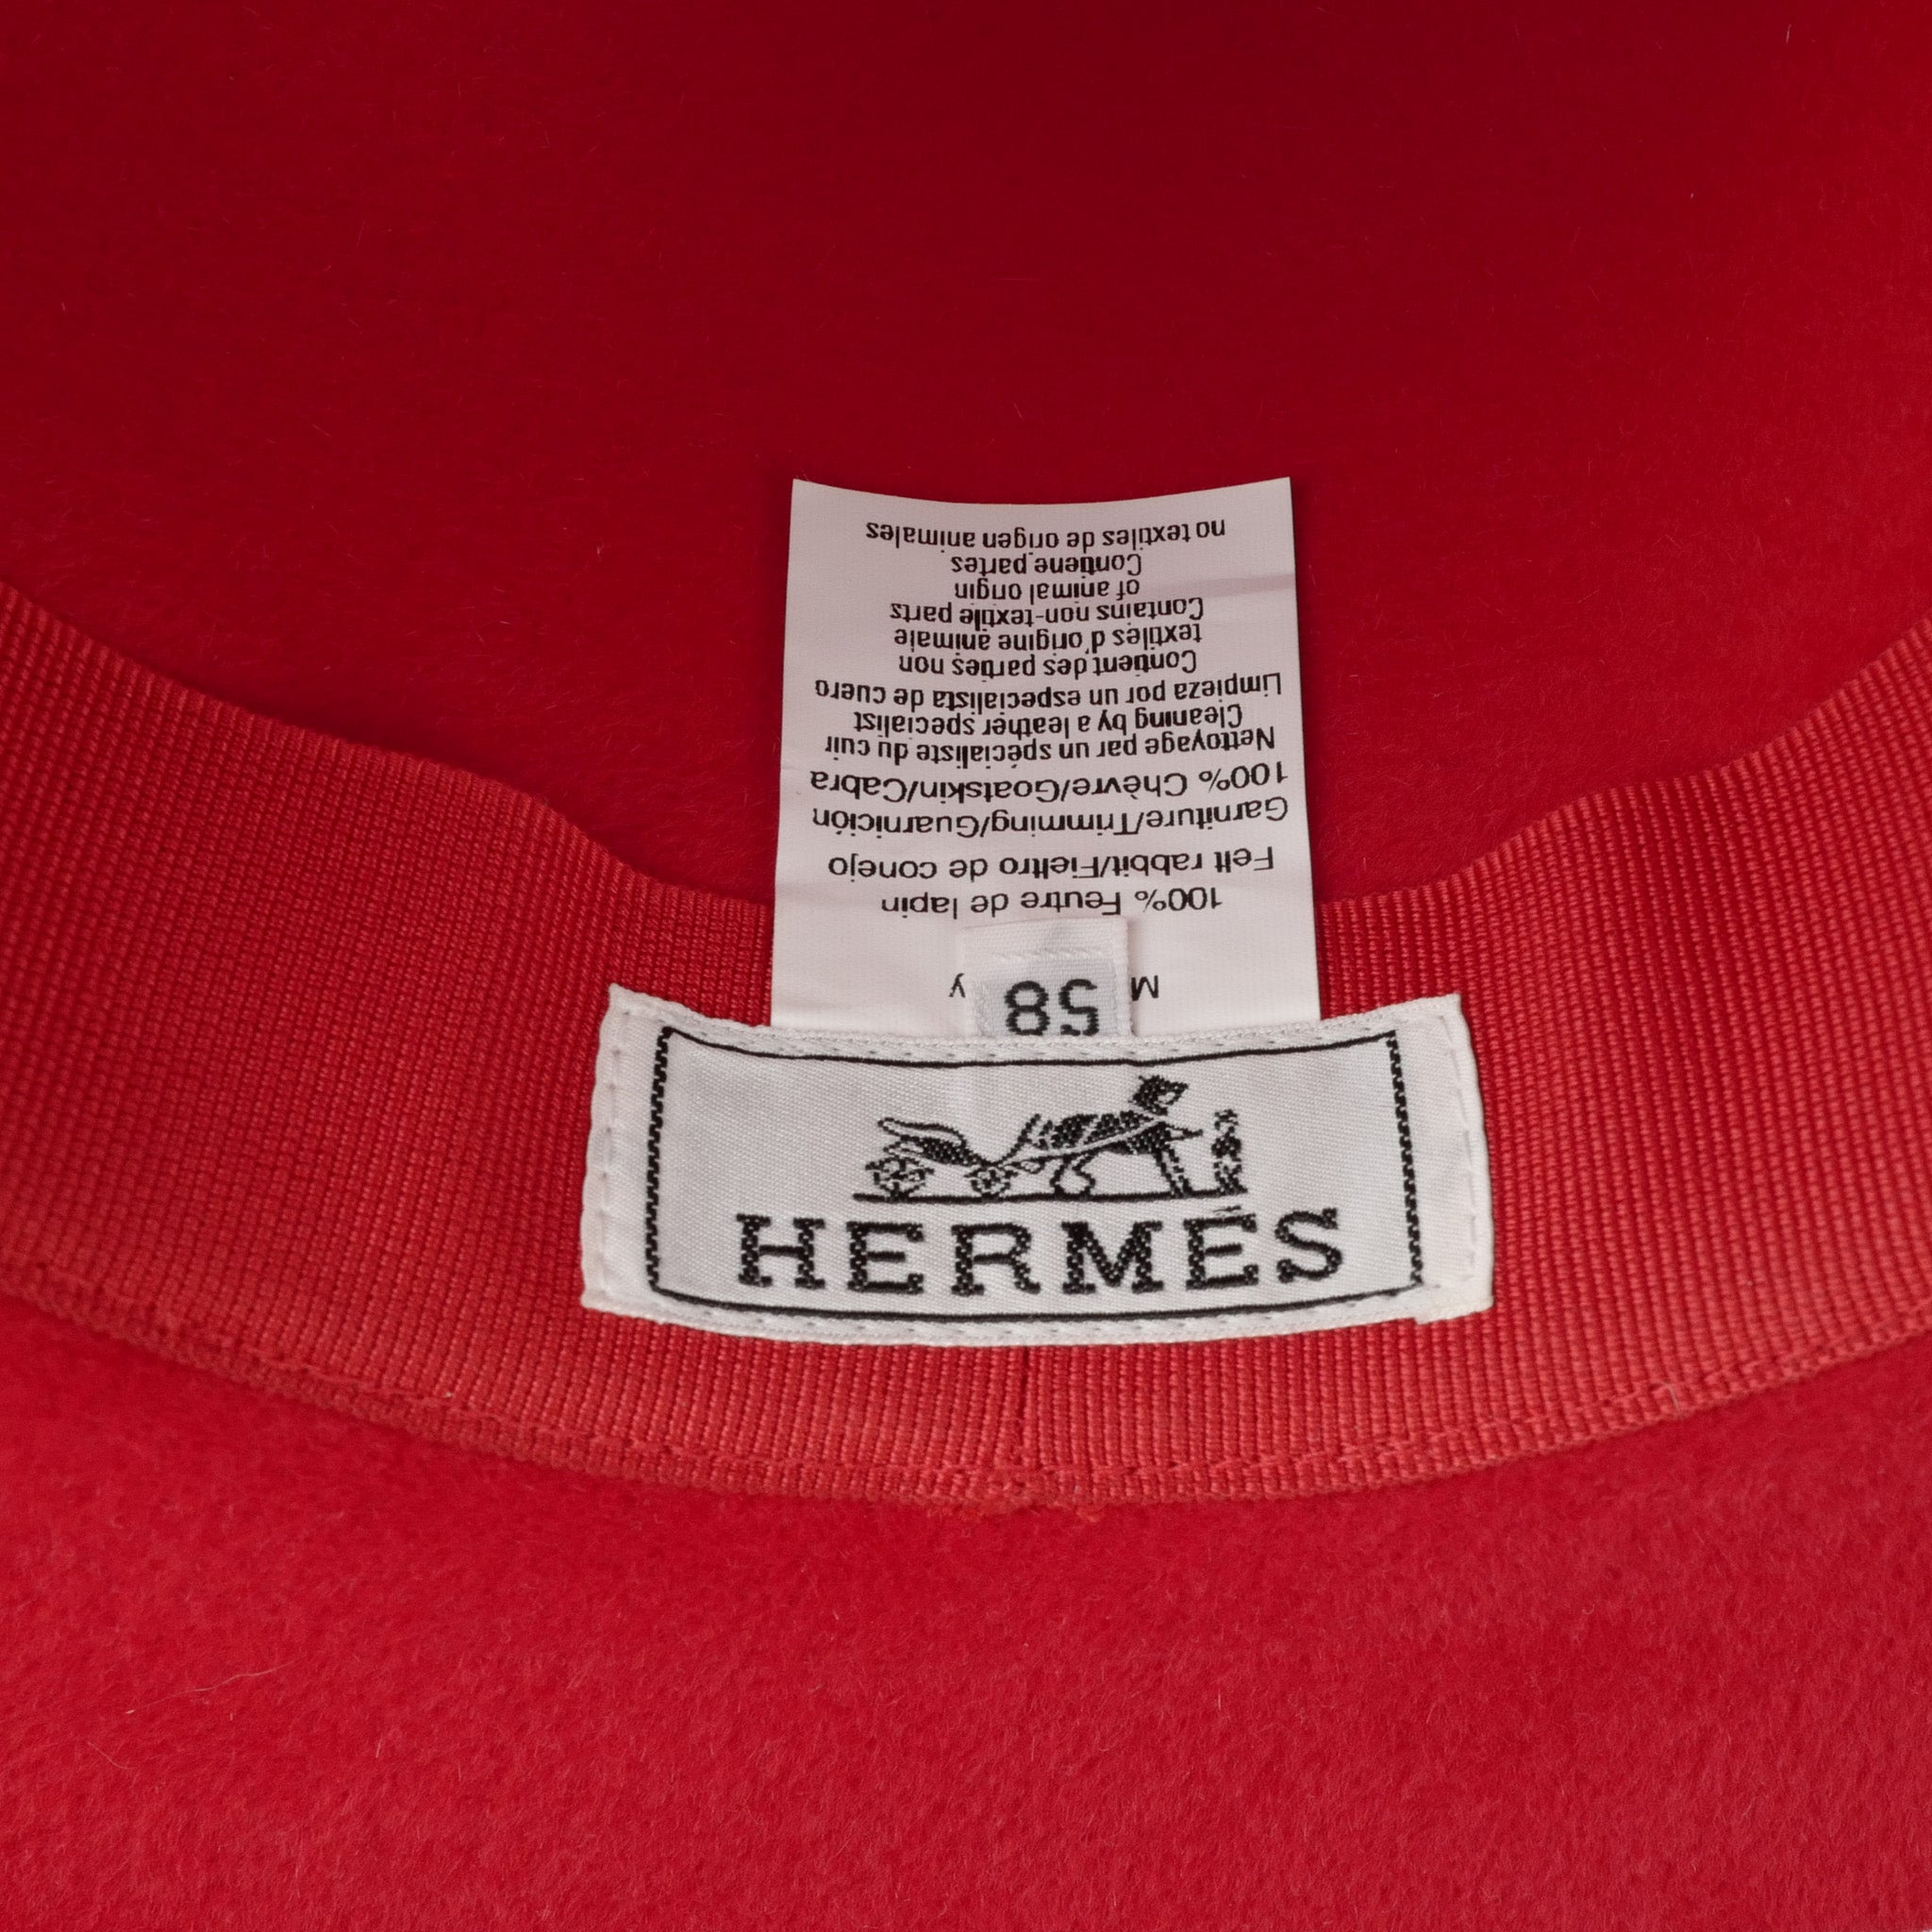 HERMÈS
58
M y
100% Feutre de lapin
Felt rabbit/Fieltro de conejo
Garniture/Trimming/Guarnición
100% Chèvre/Goatskin/Cabra
Nettoyage par un spécialiste du cuir
Cleaning by a leather specialist
Limpieza por un especialista de cuero
Contient des parties non
textiles d'origine animale
Contains non-textile parts
of animal origin
Contiene partes
no textiles de origen animales